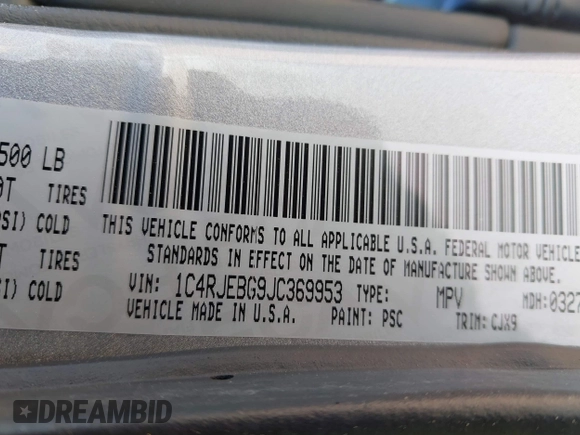 500 LB
TIRES
SI) COLD
TIRES
SI) COLD
THIS VEHICLE CONFORMS TO ALL APPLICABLE U.S.A. FEDERAL MOTOR VEHICLE
STANDARDS IN EFFECT ON THE DATE OF MANUFACTURE SHOWN ABOVE.
VIN: 1C4RJEBG9JC369953 TYPE: MPV MDH: 0327
VEHICLE MADE IN U.S.A. PAINT: PSC TRIM: CJX9
DREAMBID